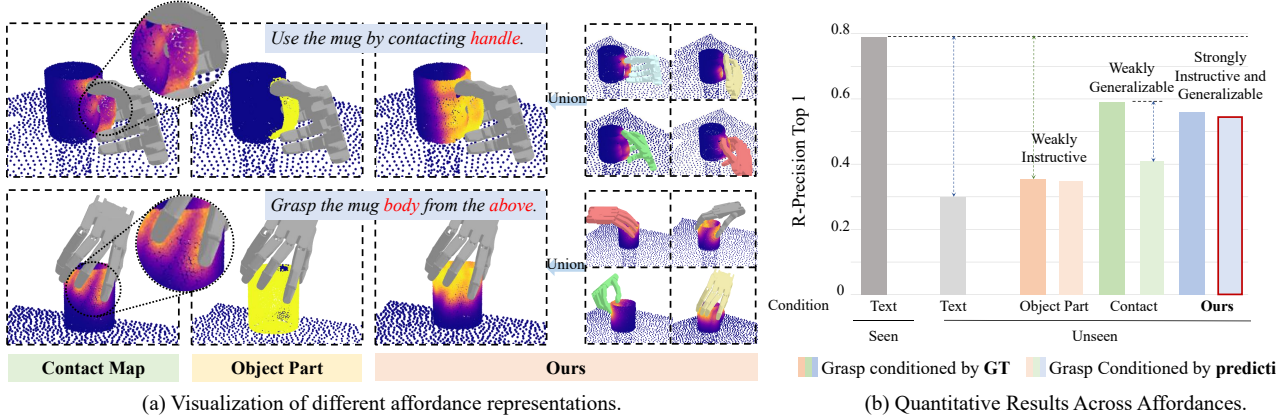 Use the mug by contacting handle.
Union
Grasp the mug body from the above.
Union
Contact Map
Object Part
Ours
(a) Visualization of different affordance representations.
R-Precision Top 1
0.8
0.6
0.4
0.2
0
Weakly
Instructive
Weakly
Generalizable
Strongly
Instructive and
Generalizable
Condition
Text
Text
Object Part
Contact
Ours
Seen
Unseen
Grasp conditioned by GT
Grasp Conditioned by predicti
(b) Quantitative Results Across Affordances.